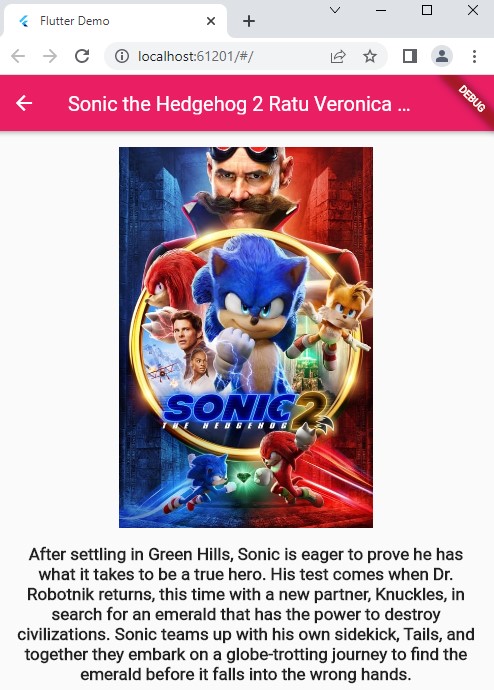 Flutter Demo
localhost:61201/#/
Sonic the Hedgehog 2 Ratu Veronica ...
DEBUG
SONIC 2
THE HEDGEHOG
After settling in Green Hills, Sonic is eager to prove he has
what it takes to be a true hero. His test comes when Dr.
Robotnik returns, this time with a new partner, Knuckles, in
search for an emerald that has the power to destroy
civilizations. Sonic teams up with his own sidekick, Tails, and
together they embark on a globe-trotting journey to find the
emerald before it falls into the wrong hands.